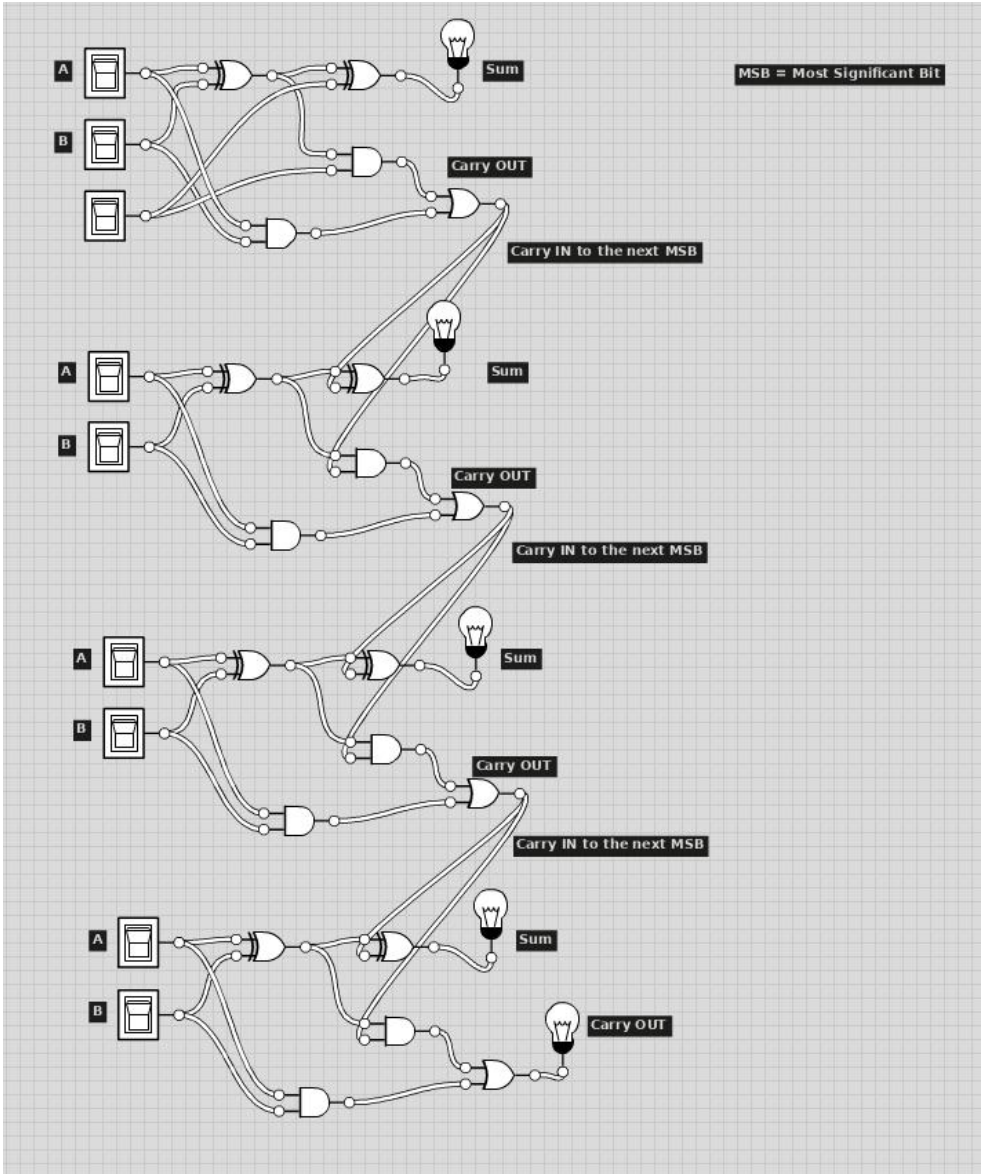 A
Sum
MSB = Most Significant Bit
B
Carry OUT
Carry IN to the next MSB
A
Sum
B
Carry OUT
Carry IN to the next MSB
A
Sum
B
Carry OUT
Carry IN to the next MSB
A
Sum
B
Carry OUT